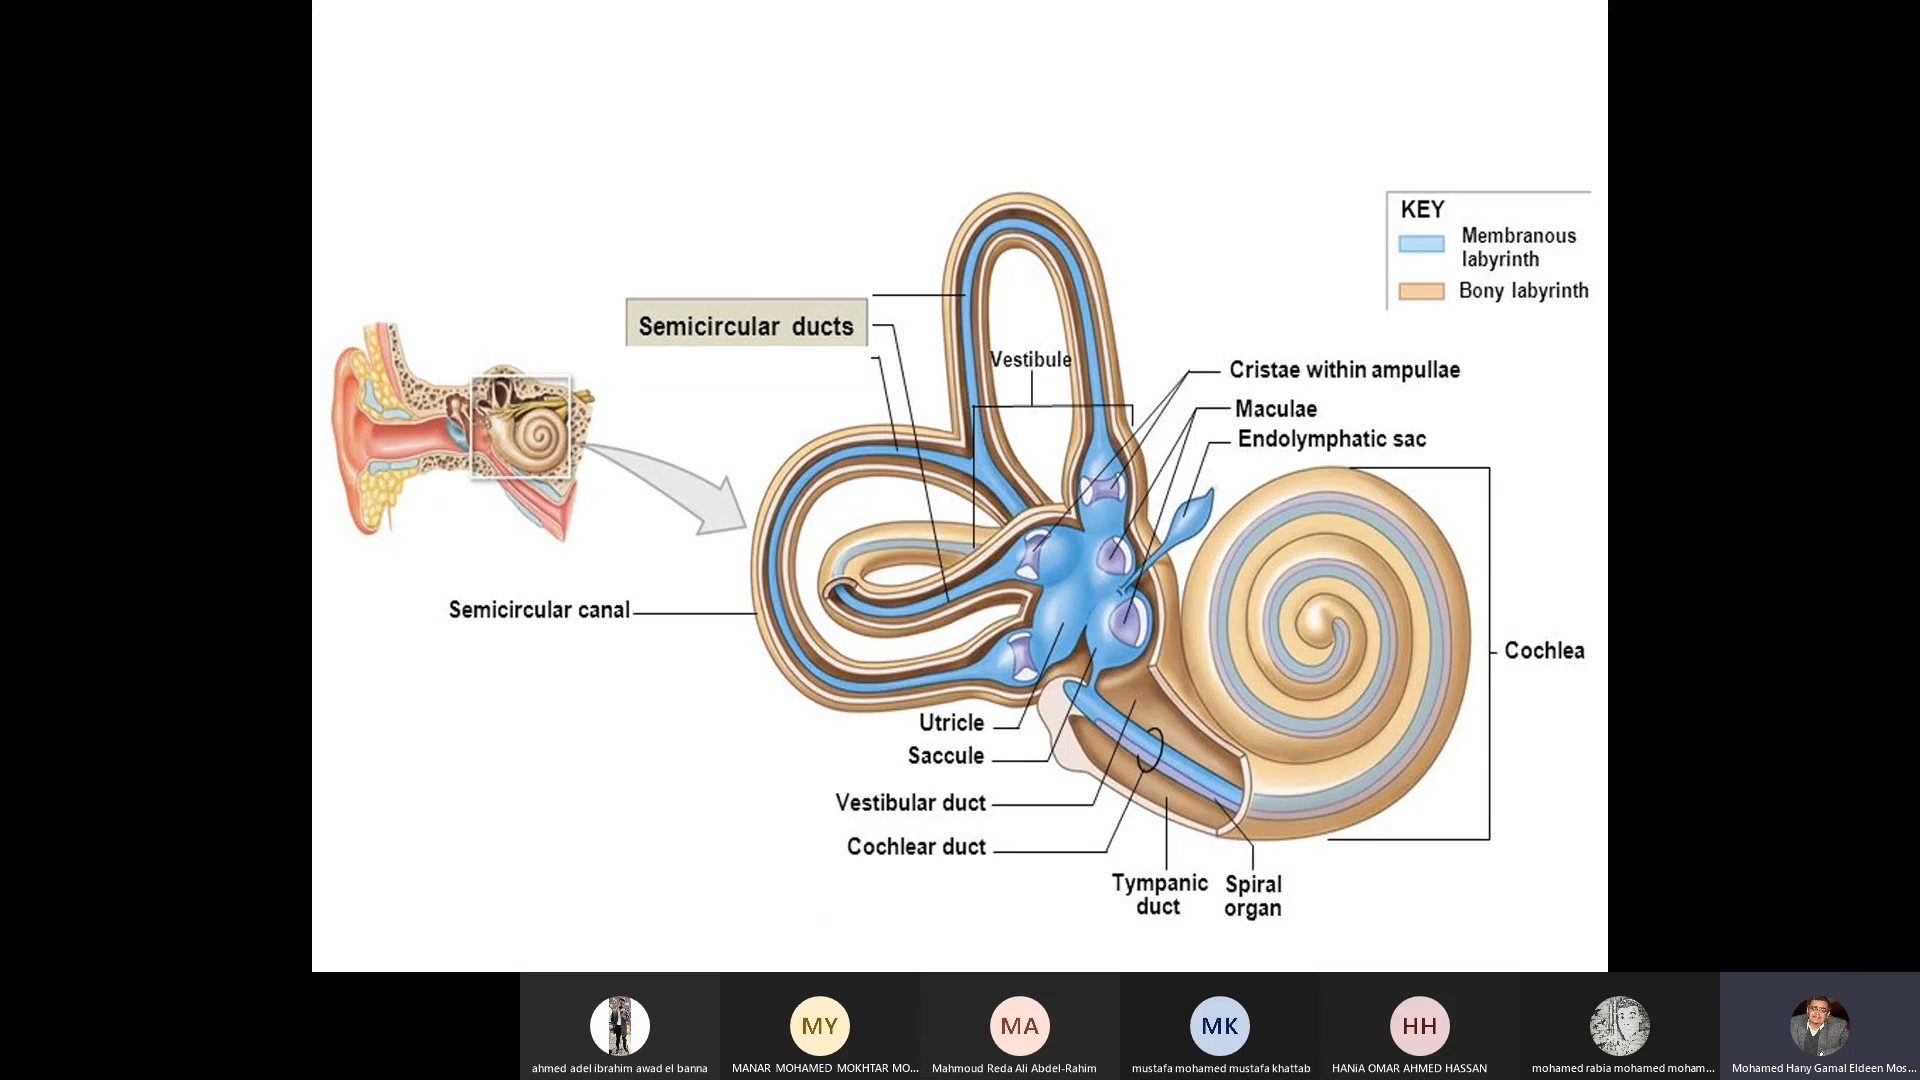 KEY
Membranous
labyrinth
Bony labyrinth
Semicircular ducts
Vestibule
Cristae within ampullae
Maculae
Endolymphatic sac
Semicircular canal
Cochlea
Utricle
Saccule
Vestibular duct
Cochlear duct
Tympanic
duct
Spiral
organ
MY
MA
MK
HH
ahmed adel ibrahim awad el banna
MANAR MOHAMED MOKHTAR MO...
Mahmoud Reda Ali Abdel-Rahim
mustafa mohamed mustafa khattab
HANiA OMAR AHMED HASSAN
mohamed rabia mohamed moham...
Mohamed Hany Gamal Eldeen Mos...